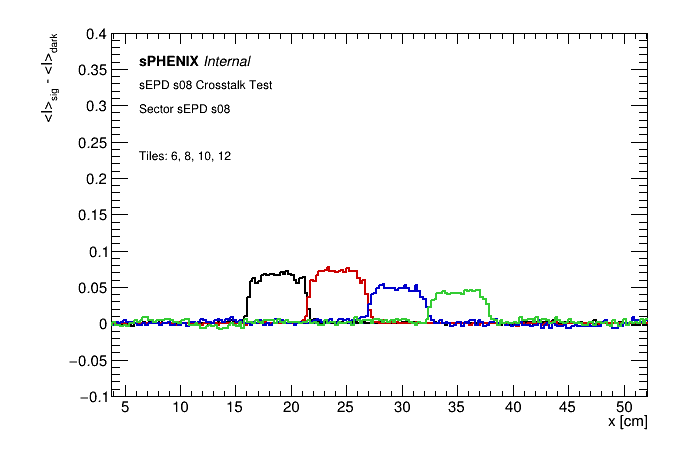 <I>sig - <I>dark
0.4
0.35
0.3
0.25
0.2
0.15
0.1
0.05
0
−0.05
−0.1
sPHENIX Internal
sEPD s08 Crosstalk Test
Sector sEPD s08
Tiles: 6, 8, 10, 12
5 10 15 20 25 30 35 40 45 50
x [cm]